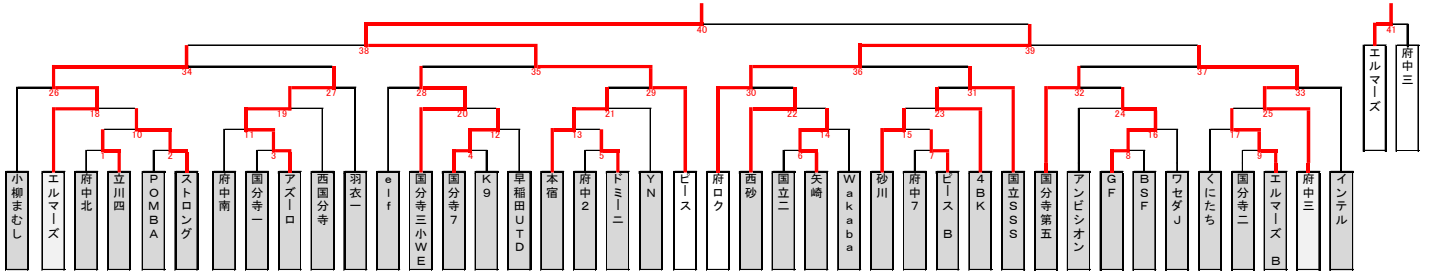 40
41
38
39
34
35
36
37
26
27
28
29
30
31
32
33
18
19
20
21
22
23
24
25
10
11
12
13
14
15
16
17
1
2
3
4
5
6
7
8
9
小柳まむし
エルマーズ
府中北
立川四
POMBA
ストロング
府中南
国分寺一
アズーロ
西国分寺
羽衣一
elf
国分寺三小WE
国分寺7
K9
早稲田UTD
本宿
府中2
ドミーニ
YN
ピース
府ロク
西砂
国立二
矢崎
Wakaba
砂川
府中7
ピース B
4BK
国立SSS
国分寺第五
アンビシオン
GF
BSF
ワセダJ
くにたち
国分寺二
エルマーズ B
府中三
インテル
エルマーズ
府中三